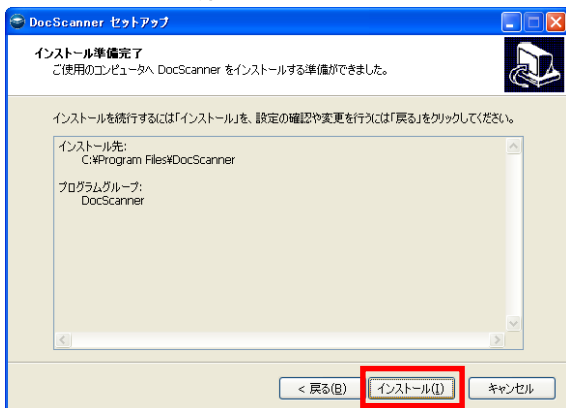 DocScanner セットアップ
インストール準備完了
ご使用のコンピュータへ DocScanner をインストールする準備ができました。
インストールを続行するには「インストール」を、設定の確認や変更を行うには「戻る」をクリックしてください。
インストール先:
C:¥Program Files¥DocScanner
プログラムグループ:
DocScanner
< 戻る(B)
インストール(I)
キャンセル